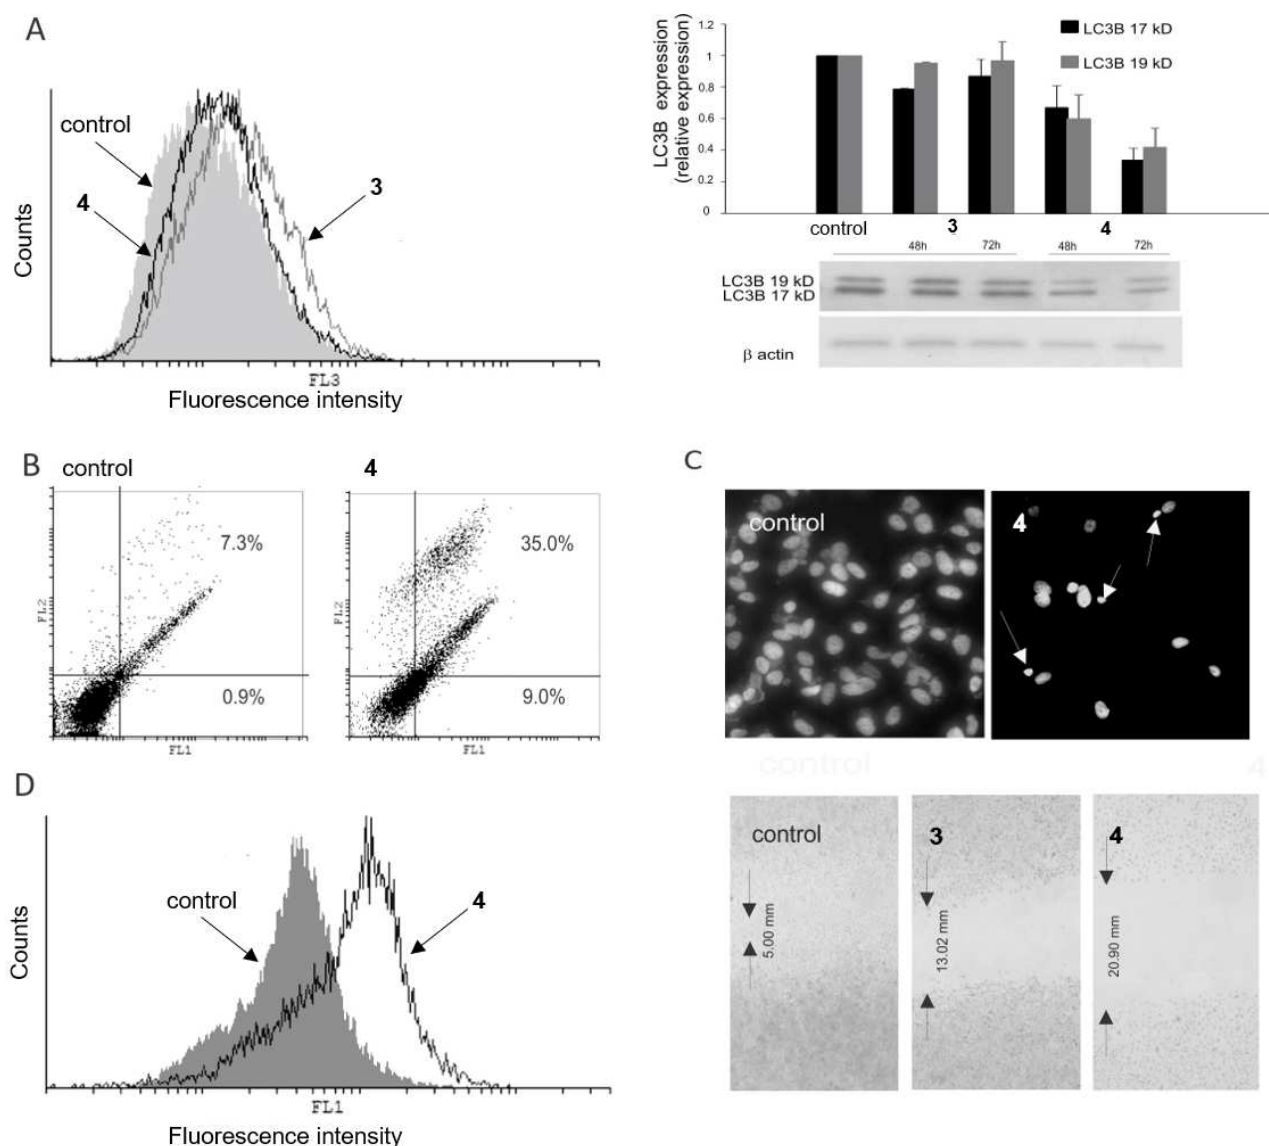 A
control
4
3
Counts
FL3
Fluorescence intensity
LC3B expression
(relative expression)
1.2
1
0.8
0.6
0.4
0.2
0
LC3B 17 kD
LC3B 19 kD
control
3
4
48h
72h
48h
72h
LC3B 19 kD
LC3B 17 kD
β actin
B
control
4
7.3%
0.9%
FL2
FL1
35.0%
9.0%
FL2
FL1
C
control
4
control
4
control
5.00 mm
3
13.02 mm
4
20.90 mm
D
control
4
Counts
FL1
Fluorescence intensity